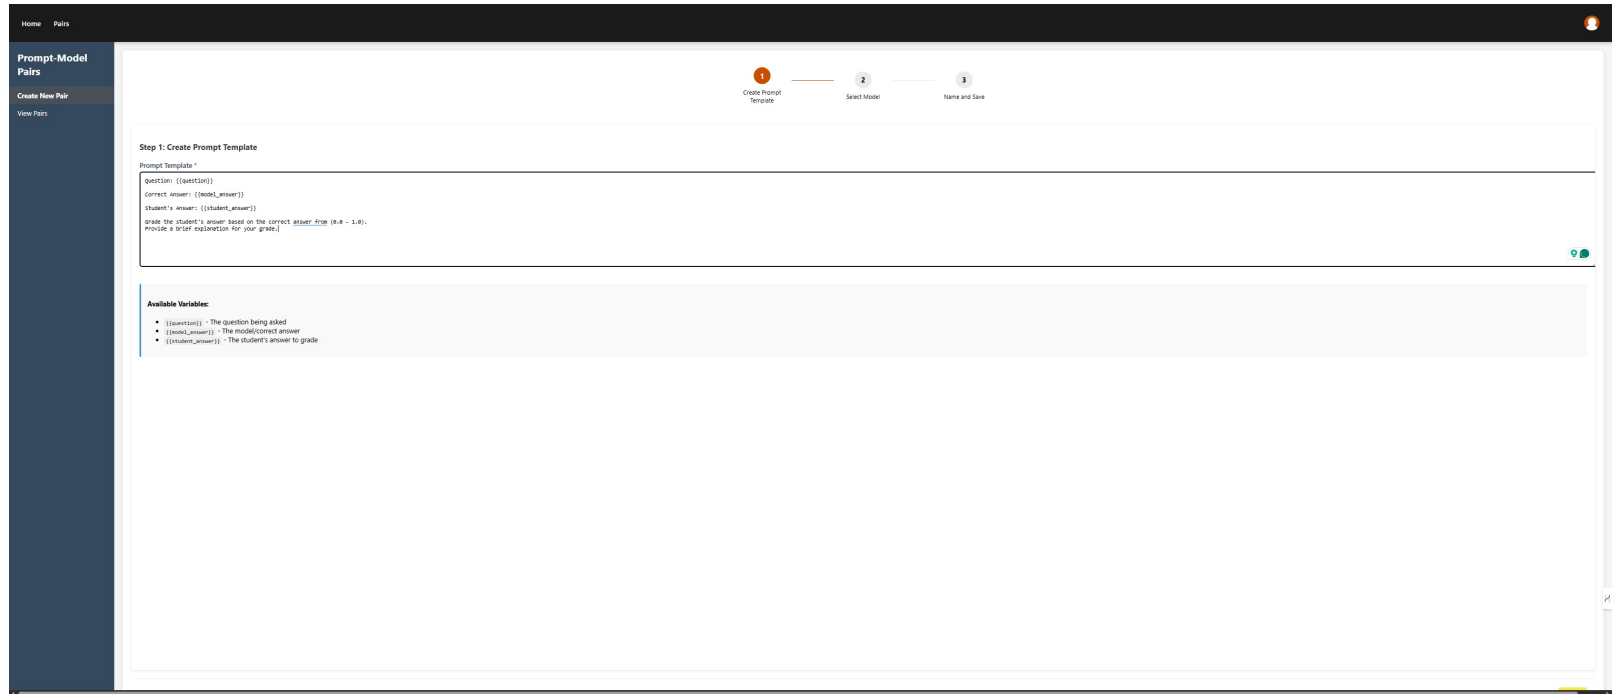 Home Pairs
Prompt-Model
Pairs
Create New Pair
View Pairs
1
2
3
Create Prompt
Template
Select Model
Name and Save
Step 1: Create Prompt Template
Prompt Template *
Question: {{question}}
Correct Answer: {{model_answer}}
Student's Answer: {{student_answer}}
Grade the student's answer based on the correct answer from (0.0 - 1.0).
Provide a brief explanation for your grade.
Available Variables:
{{question}} - The question being asked
{{model_answer}} - The model/correct answer
{{student_answer}} - The student's answer to grade